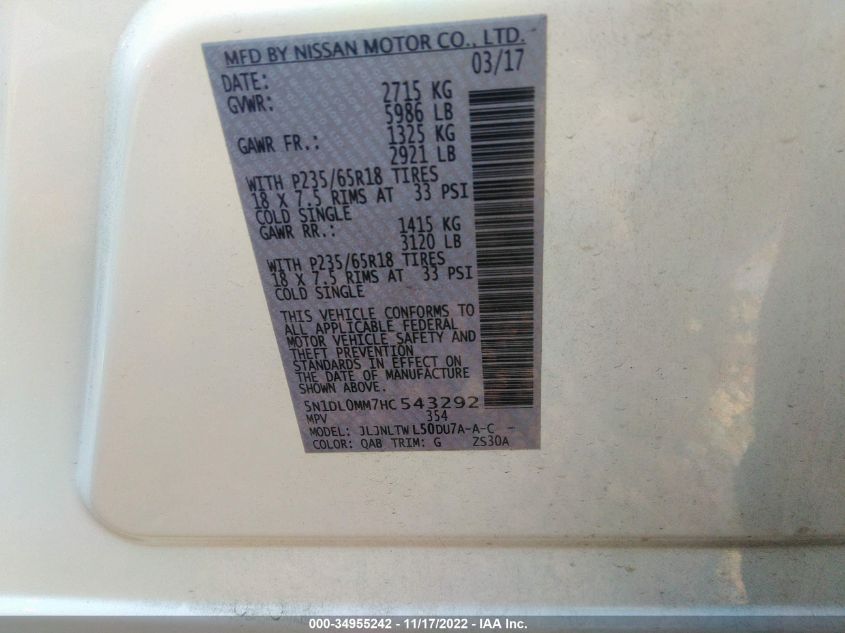 MFD BY NISSAN MOTOR CO., LTD.
DATE: 03/17
GVWR: 2715 KG
5986 LB
GAWR FR.: 1325 KG
2921 LB
WITH P235/65R18 TIRES
18 X 7.5 RIMS AT 33 PSI
COLD SINGLE
GAWR RR.: 1415 KG
3120 LB
WITH P235/65R18 TIRES
18 X 7.5 RIMS AT 33 PSI
COLD SINGLE
THIS VEHICLE CONFORMS TO
ALL APPLICABLE FEDERAL
MOTOR VEHICLE SAFETY AND
THEFT PREVENTION
STANDARDS IN EFFECT ON
THE DATE OF MANUFACTURE
SHOWN ABOVE.
5N1DL0MM7HC543292
MPV 354
MODEL: JLJNLTWL50DU7A-A-C -
COLOR: QAB TRIM: G ZS30A
000-34955242 - 11/17/2022 - IAA Inc.